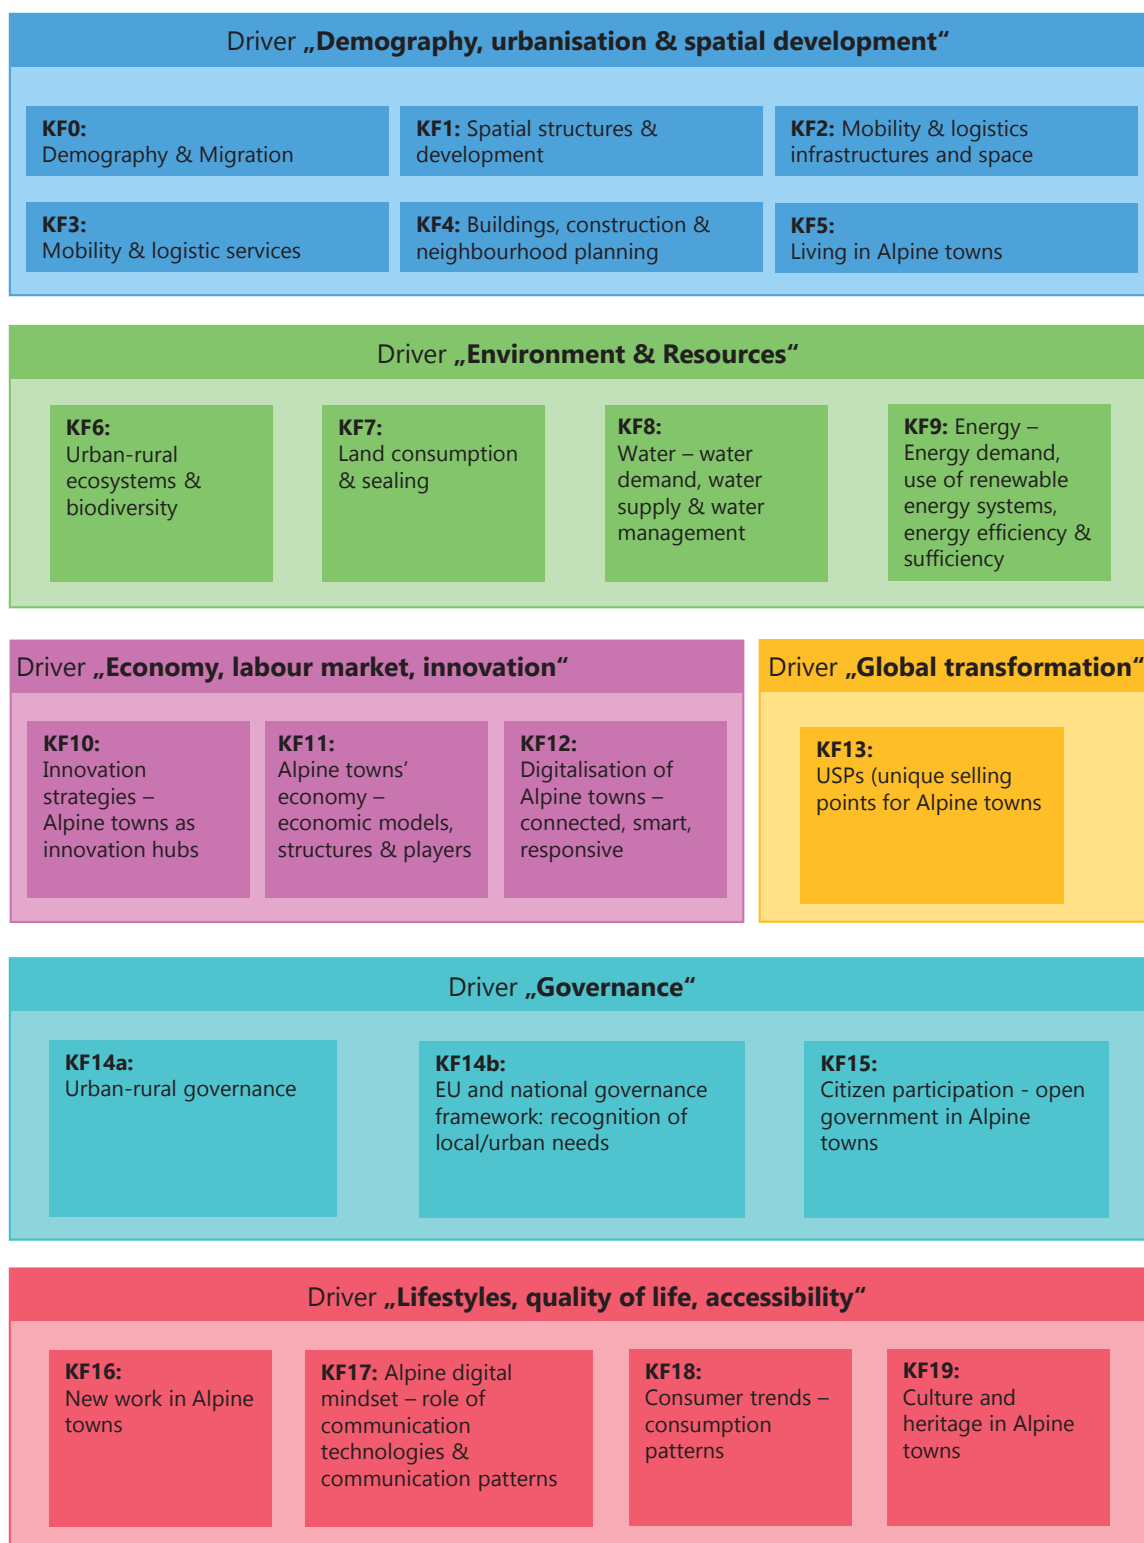 Driver „Demography, urbanisation & spatial development“
KF0:
Demography & Migration
KF1: Spatial structures &
development
KF2: Mobility & logistics
infrastructures and space
KF3:
Mobility & logistic services
KF4: Buildings, construction &
neighbourhood planning
KF5:
Living in Alpine towns
Driver „Environment & Resources“
KF6:
Urban-rural
ecosystems &
biodiversity
KF7:
Land consumption
& sealing
KF8:
Water – water
demand, water
supply & water
management
KF9: Energy –
Energy demand,
use of renewable
energy systems,
energy efficiency &
sufficiency
Driver „Economy, labour market, innovation“
KF10:
Innovation
strategies –
Alpine towns as
innovation hubs
KF11:
Alpine towns’
economy –
economic models,
structures & players
KF12:
Digitalisation of
Alpine towns –
connected, smart,
responsive
Driver „Global transformation“
KF13:
USPs (unique selling
points for Alpine towns
Driver „Governance“
KF14a:
Urban-rural governance
KF14b:
EU and national governance
framework: recognition of
local/urban needs
KF15:
Citizen participation - open
government in Alpine
towns
Driver „Lifestyles, quality of life, accessibility“
KF16:
New work in Alpine
towns
KF17: Alpine digital
mindset – role of
communication
technologies &
communication patterns
KF18:
Consumer trends –
consumption
patterns
KF19:
Culture and
heritage in Alpine
towns